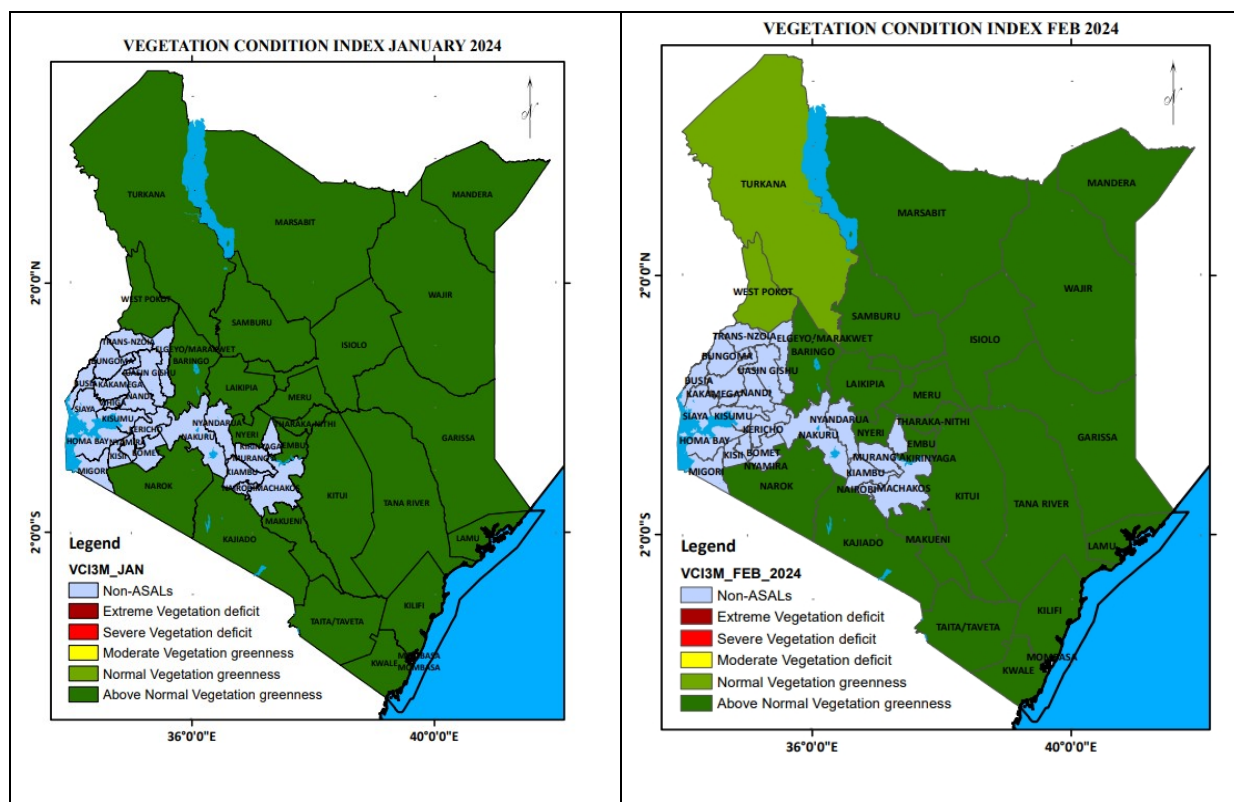 VEGETATION CONDITION INDEX JANUARY 2024
N
TURKANA
MANDERA
MARSABIT
WAJIR
2°0'0"N
WEST POKOT
SAMBURU
TRANS-NZOIA
ELGEYO/MARAKWET
ISIOLO
BUNGOMA
BARINGO
UASIN GISHU
BUSIA
KAKAMEGA
LAIKIPIA
NANDI
MERU
VIHIGA
SIAYA
KISUMU
NYANDARUA
THARAKA-NITHI
KERICHO
NYERI
GARISSA
HOMA BAY
NYAMIRA
NAKURU
KIRINYAGA
EMBU
KISII
BOMET
MURANG'A
MIGORI
KIAMBU
NAROK
NAIROBI
MACHAKOS
KITUI
TANA RIVER
MAKUENI
2°0'0"S
KAJIADO
LAMU
Legend
VCI3M_JAN
Non-ASALs
Extreme Vegetation deficit
Severe Vegetation deficit
Moderate Vegetation greenness
Normal Vegetation greenness
Above Normal Vegetation greenness
KILIFI
TAITA/TAVETA
KWALE
MOMBASA
MOMBASA
36°0'0"E
40°0'0"E
VEGETATION CONDITION INDEX FEB 2024
N
MANDERA
TURKANA
MARSABIT
2°0'0"N
WAJIR
WEST POKOT
SAMBURU
TRANS-NZOIA
ELGEYO/MARAKWET
ISIOLO
BUNGOMA
BARINGO
UASIN GISHU
BUSIA
LAIKIPIA
KAKAMEGA
NANDI
MERU
SIAYA
KISUMU
NYANDARUA
THARAKA-NITHI
KERICHO
NAKURU
NYERI
GARISSA
HOMA BAY
EMBU
KISII
BOMET
MURANG'A
KIRINYAGA
NYAMIRA
MIGORI
KIAMBU
NAROK
NAIROBI
MACHAKOS
KITUI
TANA RIVER
2°0'0"S
KAJIADO
MAKUENI
LAMU
Legend
VCI3M_FEB_2024
Non-ASALs
Extreme Vegetation deficit
Severe Vegetation deficit
Moderate Vegetation deficit
Normal Vegetation greenness
Above Normal Vegetation greenness
KILIFI
TAITA/TAVETA
MOMBASA
KWALE
36°0'0"E
40°0'0"E